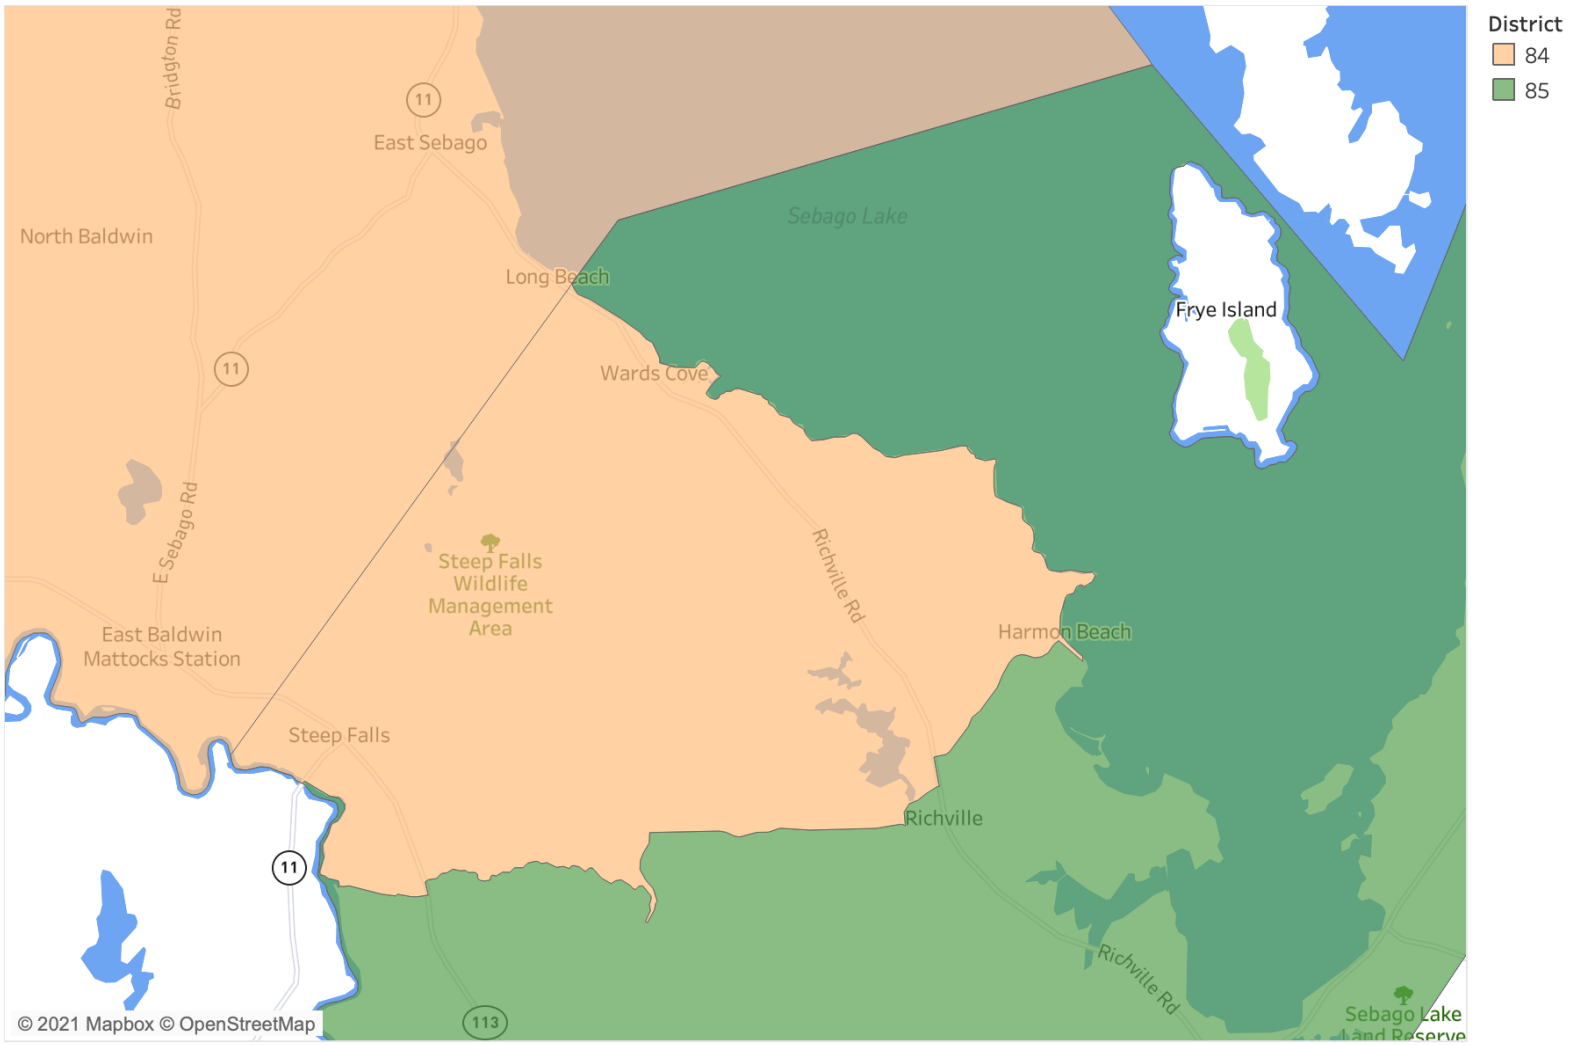 District
84
85
Bridgton Rd
11
East Sebago
North Baldwin
Sebago Lake
Long Beach
Frye Island
11
Wards Cove
E Sebago Rd
Steep Falls
Wildlife
Management
Area
Richville Rd
East Baldwin
Mattocks Station
Harmon Beach
Steep Falls
Richville
11
Richville Rd
113
Sebago Lake
Land Reserve
© 2021 Mapbox © OpenStreetMap